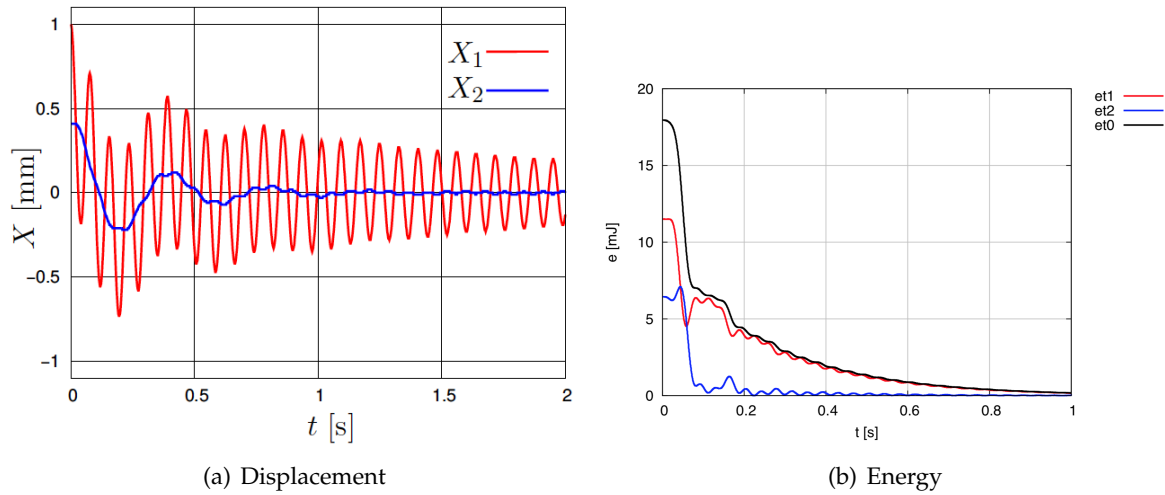 1
0.5
0
-0.5
-1
X [mm]
X1
X2
0
0.5
1
1.5
2
t [s]
(a) Displacement
20
15
10
5
0
e [mJ]
et1
et2
et0
0
0.2
0.4
0.6
0.8
1
t [s]
(b) Energy